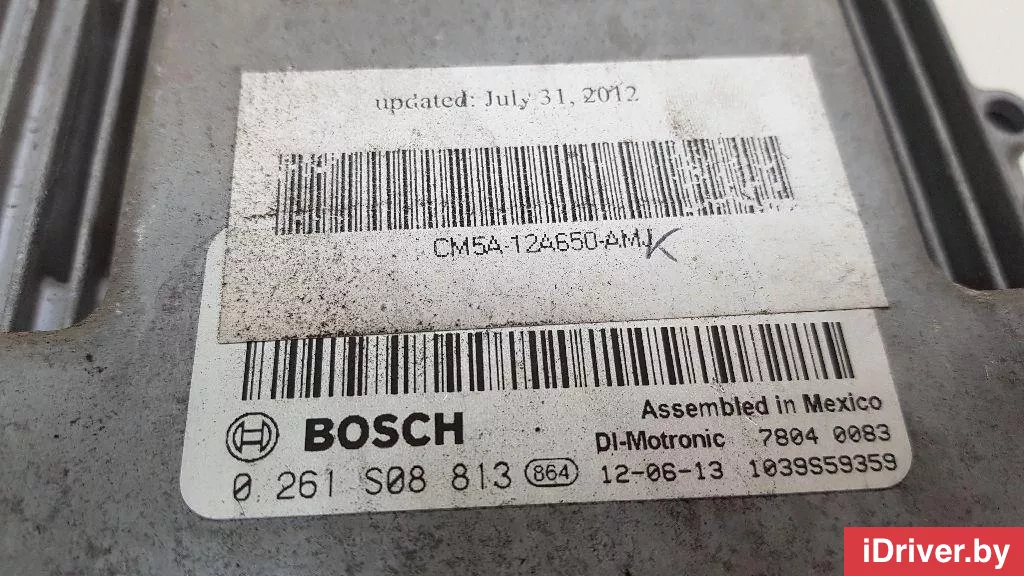 updated: July 31, 2012
CM5A-12A650-AMJK
Assembled in Mexico
BOSCH DI-Motronic 7804 0083
0 261 S08 813 864 12-06-13 1039S59359
iDriver.by